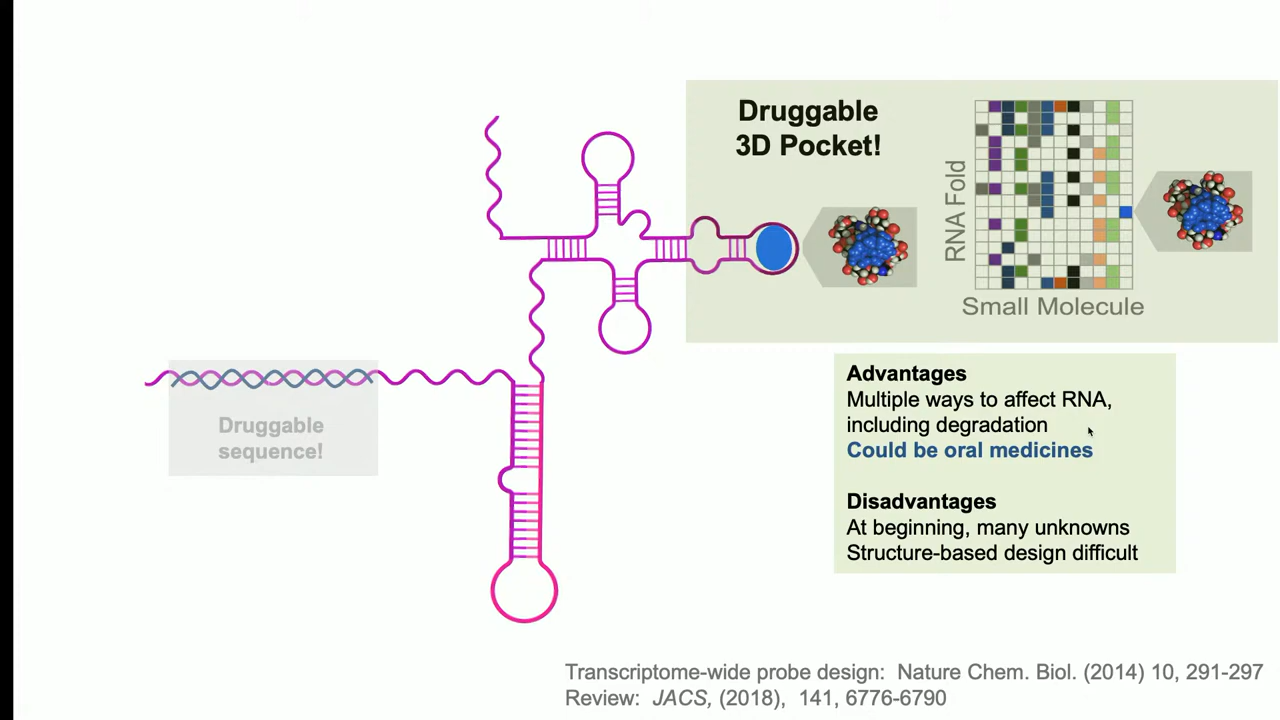 Druggable
3D Pocket!
RNA Fold
Small Molecule
Druggable
sequence!
Advantages
Multiple ways to affect RNA,
including degradation
Could be oral medicines
Disadvantages
At beginning, many unknowns
Structure-based design difficult
Transcriptome-wide probe design: Nature Chem. Biol. (2014) 10, 291-297
Review: JACS, (2018), 141, 6776-6790